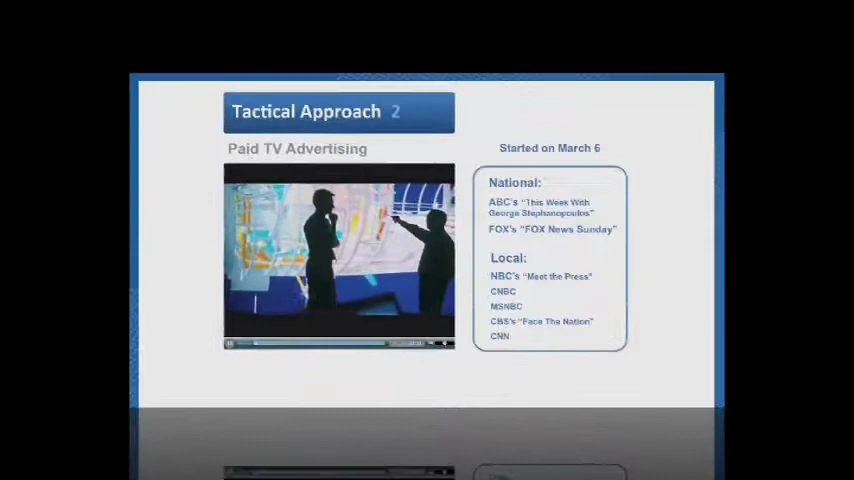 Tactical Approach 2
Paid TV Advertising
Started on March 6
National:
ABC's "This Week With
George Stephanopoulos"
FOX's "FOX News Sunday"
Local:
NBC's "Meet the Press"
CNBC
MSNBC
CBS's "Face The Nation"
CNN